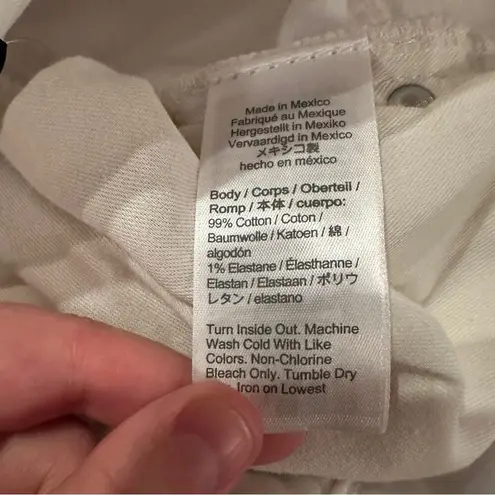 Made in Mexico
Fabriqué au Mexique
Hergestellt in Mexiko
Vervaardigd in Mexico
メキシコ製
hecho en méxico
Body / Corps / Oberteil /
Romp / 本体 / cuerpo:
99% Cotton / Coton /
Baumwolle / Katoen / 綿 /
algodón
1% Elastane / Élasthanne /
Elastan / Elastaan / ポリウ
レタン / elastano
Turn Inside Out. Machine
Wash Cold With Like
Colors. Non-Chlorine
Bleach Only. Tumble Dry
Iron on Lowest